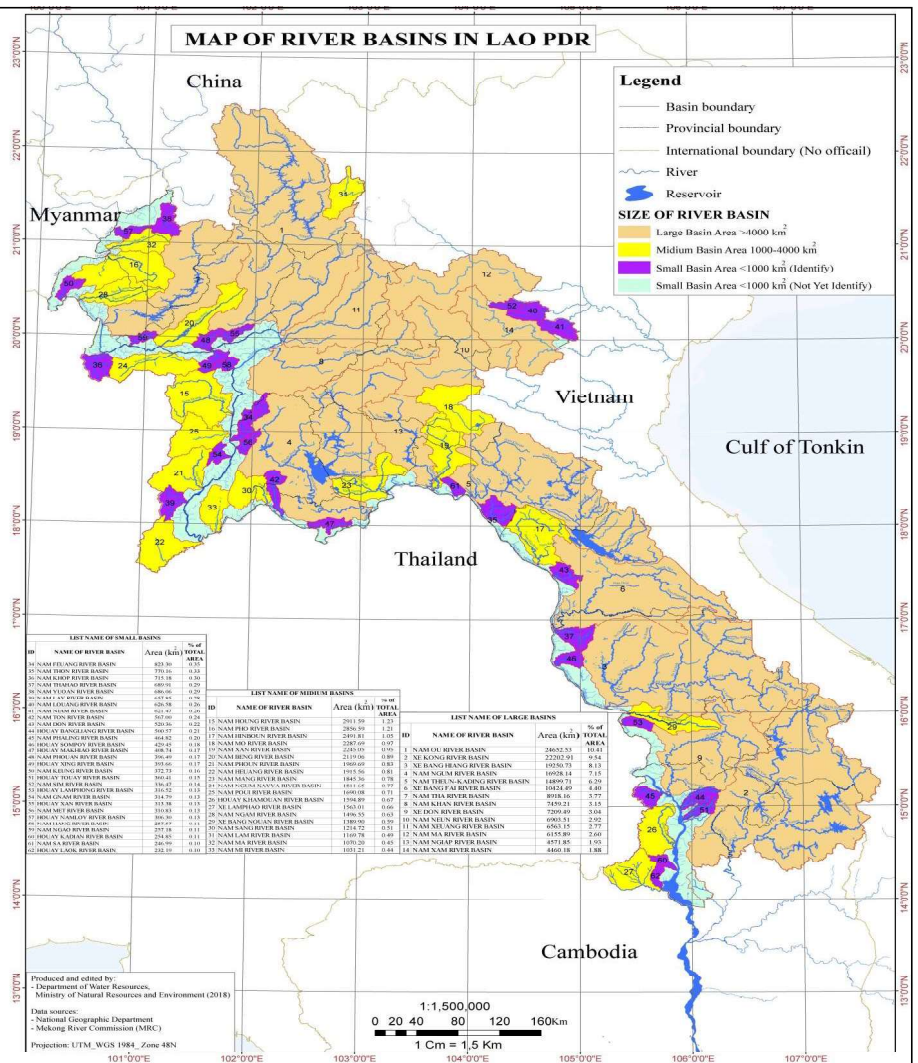 MAP OF RIVER BASINS IN LAO PDR
China
Myanmar
Vietnam
Culf of Tonkin
Thailand
Cambodia
Legend
Basin boundary
Provincial boundary
International boundary (No officail)
River
Reservoir
SIZE OF RIVER BASIN
Large Basin Area >4000 km2
Midium Basin Area 1000-4000 km2
Small Basin Area <1000 km2 (Identify)
Small Basin Area <1000 km2 (Not Yet Identify)
LIST NAME OF SMALL BASINS
ID NAME OF RIVER BASIN Area (km2) % of TOTAL AREA
34 NAM FEUANG RIVER BASIN 823.30 0.35
35 NAM THON RIVER BASIN 770.16 0.33
36 NAM KHOP RIVER BASIN 715.18 0.30
37 NAM THAHAO RIVER BASIN 689.91 0.29
38 NAM YUOAN RIVER BASIN 686.06 0.29
40 NAM LOUANG RIVER BASIN 626.58 0.26
42 NAM TON RIVER BASIN 567.00 0.24
43 NAM DON RIVER BASIN 520.36 0.22
44 HOUAY BANGLIANG RIVER BASIN 500.57 0.21
45 NAM PHALING RIVER BASIN 464.82 0.20
46 HOUAY SOMPOY RIVER BASIN 429.45 0.18
47 HOUAY MAKHIAO RIVER BASIN 408.74 0.17
48 NAM PHOUAN RIVER BASIN 396.49 0.17
49 HOUAY XING RIVER BASIN 393.66 0.17
50 NAM KEUNG RIVER BASIN 372.73 0.16
51 HOUAY TOUAY RIVER BASIN 360.41 0.15
53 HOUAY LAMPHONG RIVER BASIN 316.52 0.13
54 NAM GNAM RIVER BASIN 314.79 0.13
55 HOUAY XAN RIVER BASIN 313.38 0.13
56 NAM MET RIVER BASIN 310.83 0.13
57 HOUAY NAMLOY RIVER BASIN 306.30 0.13
59 NAM NGAO RIVER BASIN 257.18 0.11
60 HOUAY KADIAN RIVER BASIN 254.85 0.11
61 NAM SA RIVER BASIN 246.99 0.10
62 HOUAY LAOK RIVER BASIN 232.19 0.10
LIST NAME OF MIDIUM BASINS
ID NAME OF RIVER BASIN Area (km2) % of TOTAL AREA
15 NAM HOUNG RIVER BASIN 2911.59 1.23
16 NAM PHO RIVER BASIN 2856.59 1.21
17 NAM HINBOUN RIVER BASIN 2491.81 1.05
18 NAM MO RIVER BASIN 2287.69 0.97
19 NAM XAN RIVER BASIN 2245.03 0.95
20 NAM BENG RIVER BASIN 2119.06 0.89
21 NAM PHOUN RIVER BASIN 1969.69 0.83
22 NAM HEUANG RIVER BASIN 1915.56 0.81
23 NAM MANG RIVER BASIN 1845.36 0.78
25 NAM POUI RIVER BASIN 1690.08 0.71
26 HOUAY KHAMOUAN RIVER BASIN 1594.89 0.67
27 XE LAMPHAO RIVER BASIN 1563.01 0.66
28 NAM NGAM RIVER BASIN 1496.55 0.63
29 XE BANG NOUAN RIVER BASIN 1389.90 0.59
30 NAM SANG RIVER BASIN 1214.72 0.51
31 NAM LAM RIVER BASIN 1160.78 0.49
32 NAM MA RIVER BASIN 1070.20 0.45
33 NAM MI RIVER BASIN 1031.21 0.44
LIST NAME OF LARGE BASINS
ID NAME OF RIVER BASIN Area (km2) % of TOTAL AREA
1 NAM OU RIVER BASIN 24652.53 10.41
2 XE KONG RIVER BASIN 22202.91 9.54
3 XE BANG HIANG RIVER BASIN 19250.73 8.13
4 NAM NGUM RIVER BASIN 16928.14 7.15
5 NAM THEUN-KADING RIVER BASIN 14899.71 6.29
6 XE BANG FAI RIVER BASIN 10424.49 4.40
7 NAM THA RIVER BASIN 8918.16 3.77
8 NAM KHAN RIVER BASIN 7459.21 3.15
9 XE DON RIVER BASIN 7209.49 3.04
10 NAM NEUN RIVER BASIN 6905.51 2.92
11 NAM XEUANG RIVER BASIN 6563.15 2.77
12 NAM MA RIVER BASIN 6155.89 2.60
13 NAM NGIAP RIVER BASIN 4571.85 1.93
14 NAM XAM RIVER BASIN 4460.18 1.88
Produced and edited by:
- Department of Water Resources,
Ministry of Natural Resources and Environment (2018)
Data sources:
- National Geographic Department
- Mekong River Commission (MRC)
Projection: UTM_WGS 1984_ Zone 48N
1:1,500,000
0 20 40 80 120 160Km
1 Cm = 1,5 Km
101°0'0"E 102°0'0"E 103°0'0"E 104°0'0"E 105°0'0"E 106°0'0"E 107°0'0"E